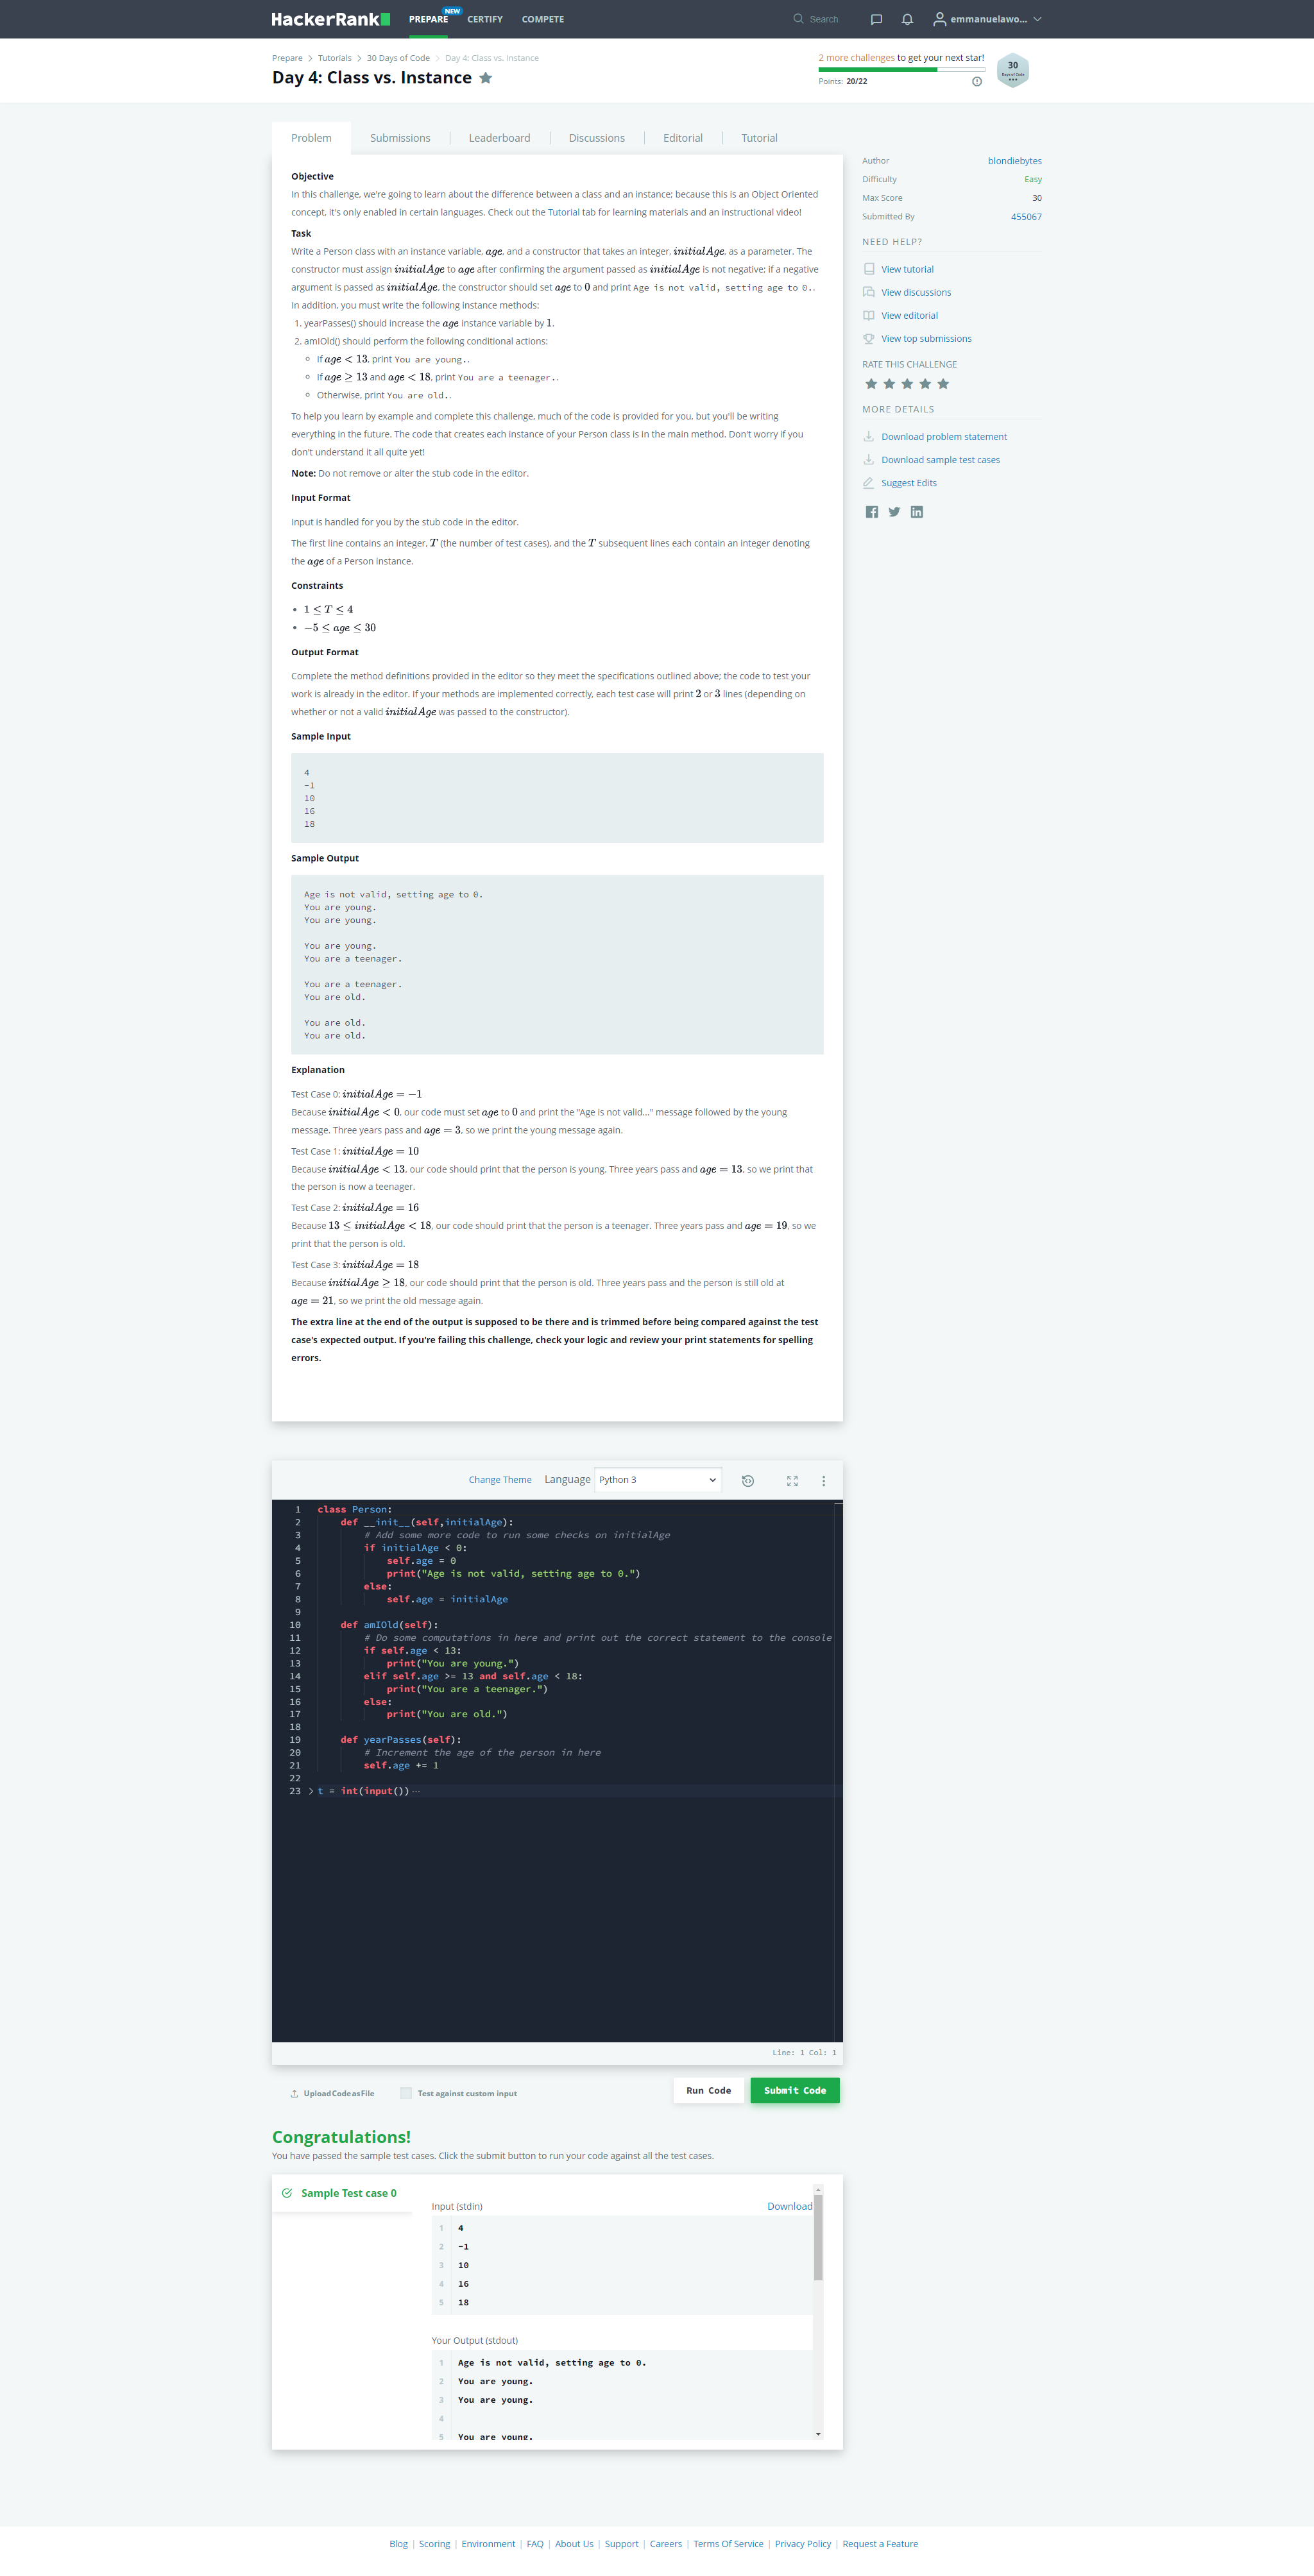 HackerRank PREPARE NEW CERTIFY COMPETE Search emmanuelawo...
Prepare > Tutorials > 30 Days of Code > Day 4: Class vs. Instance
Day 4: Class vs. Instance
2 more challenges to get your next star!
Points: 20/22
30
Days of Code
Problem Submissions Leaderboard Discussions Editorial Tutorial
Objective
In this challenge, we're going to learn about the difference between a class and an instance; because this is an Object Oriented
concept, it's only enabled in certain languages. Check out the Tutorial tab for learning materials and an instructional video!
Task
Write a Person class with an instance variable, age, and a constructor that takes an integer, initialAge, as a parameter. The
constructor must assign initialAge to age after confirming the argument passed as initialAge is not negative; if a negative
argument is passed as initialAge, the constructor should set age to 0 and print Age is not valid, setting age to 0..
In addition, you must write the following instance methods:
1. yearPasses() should increase the age instance variable by 1.
2. amIOld() should perform the following conditional actions:
If age < 13, print You are young..
If age ≥ 13 and age < 18, print You are a teenager..
Otherwise, print You are old..
To help you learn by example and complete this challenge, much of the code is provided for you, but you'll be writing
everything in the future. The code that creates each instance of your Person class is in the main method. Don't worry if you
don't understand it all quite yet!
Note: Do not remove or alter the stub code in the editor.
Input Format
Input is handled for you by the stub code in the editor.
The first line contains an integer, T (the number of test cases), and the T subsequent lines each contain an integer denoting
the age of a Person instance.
Constraints
1 ≤ T ≤ 4
−5 ≤ age ≤ 30
Output Format
Complete the method definitions provided in the editor so they meet the specifications outlined above; the code to test your
work is already in the editor. If your methods are implemented correctly, each test case will print 2 or 3 lines (depending on
whether or not a valid initialAge was passed to the constructor).
Sample Input
4
-1
10
16
18
Sample Output
Age is not valid, setting age to 0.
You are young.
You are young.
You are young.
You are a teenager.
You are a teenager.
You are old.
You are old.
You are old.
Explanation
Test Case 0: initialAge = −1
Because initialAge < 0, our code must set age to 0 and print the "Age is not valid..." message followed by the young
message. Three years pass and age = 3, so we print the young message again.
Test Case 1: initialAge = 10
Because initialAge < 13, our code should print that the person is young. Three years pass and age = 13, so we print that
the person is now a teenager.
Test Case 2: initialAge = 16
Because 13 ≤ initialAge < 18, our code should print that the person is a teenager. Three years pass and age = 19, so we
print that the person is old.
Test Case 3: initialAge = 18
Because initialAge ≥ 18, our code should print that the person is old. Three years pass and the person is still old at
age = 21, so we print the old message again.
The extra line at the end of the output is supposed to be there and is trimmed before being compared against the test
case's expected output. If you're failing this challenge, check your logic and review your print statements for spelling
errors.
Author blondiebytes
Difficulty Easy
Max Score 30
Submitted By 455067
NEED HELP?
View tutorial
View discussions
View editorial
View top submissions
RATE THIS CHALLENGE
MORE DETAILS
Download problem statement
Download sample test cases
Suggest Edits
Change Theme Language Python 3
1 class Person:
2 def __init__(self,initialAge):
3 # Add some more code to run some checks on initialAge
4 if initialAge < 0:
5 self.age = 0
6 print("Age is not valid, setting age to 0.")
7 else:
8 self.age = initialAge
9
10 def amIOld(self):
11 # Do some computations in here and print out the correct statement to the console
12 if self.age < 13:
13 print("You are young.")
14 elif self.age >= 13 and self.age < 18:
15 print("You are a teenager.")
16 else:
17 print("You are old.")
18
19 def yearPasses(self):
20 # Increment the age of the person in here
21 self.age += 1
22
23 > t = int(input()) ···
Line: 1 Col: 1
Upload Code as File Test against custom input Run Code Submit Code
Congratulations!
You have passed the sample test cases. Click the submit button to run your code against all the test cases.
Sample Test case 0
Input (stdin) Download
1 4
2 -1
3 10
4 16
5 18
Your Output (stdout)
1 Age is not valid, setting age to 0.
2 You are young.
3 You are young.
4
5 You are young.
Blog | Scoring | Environment | FAQ | About Us | Support | Careers | Terms Of Service | Privacy Policy | Request a Feature